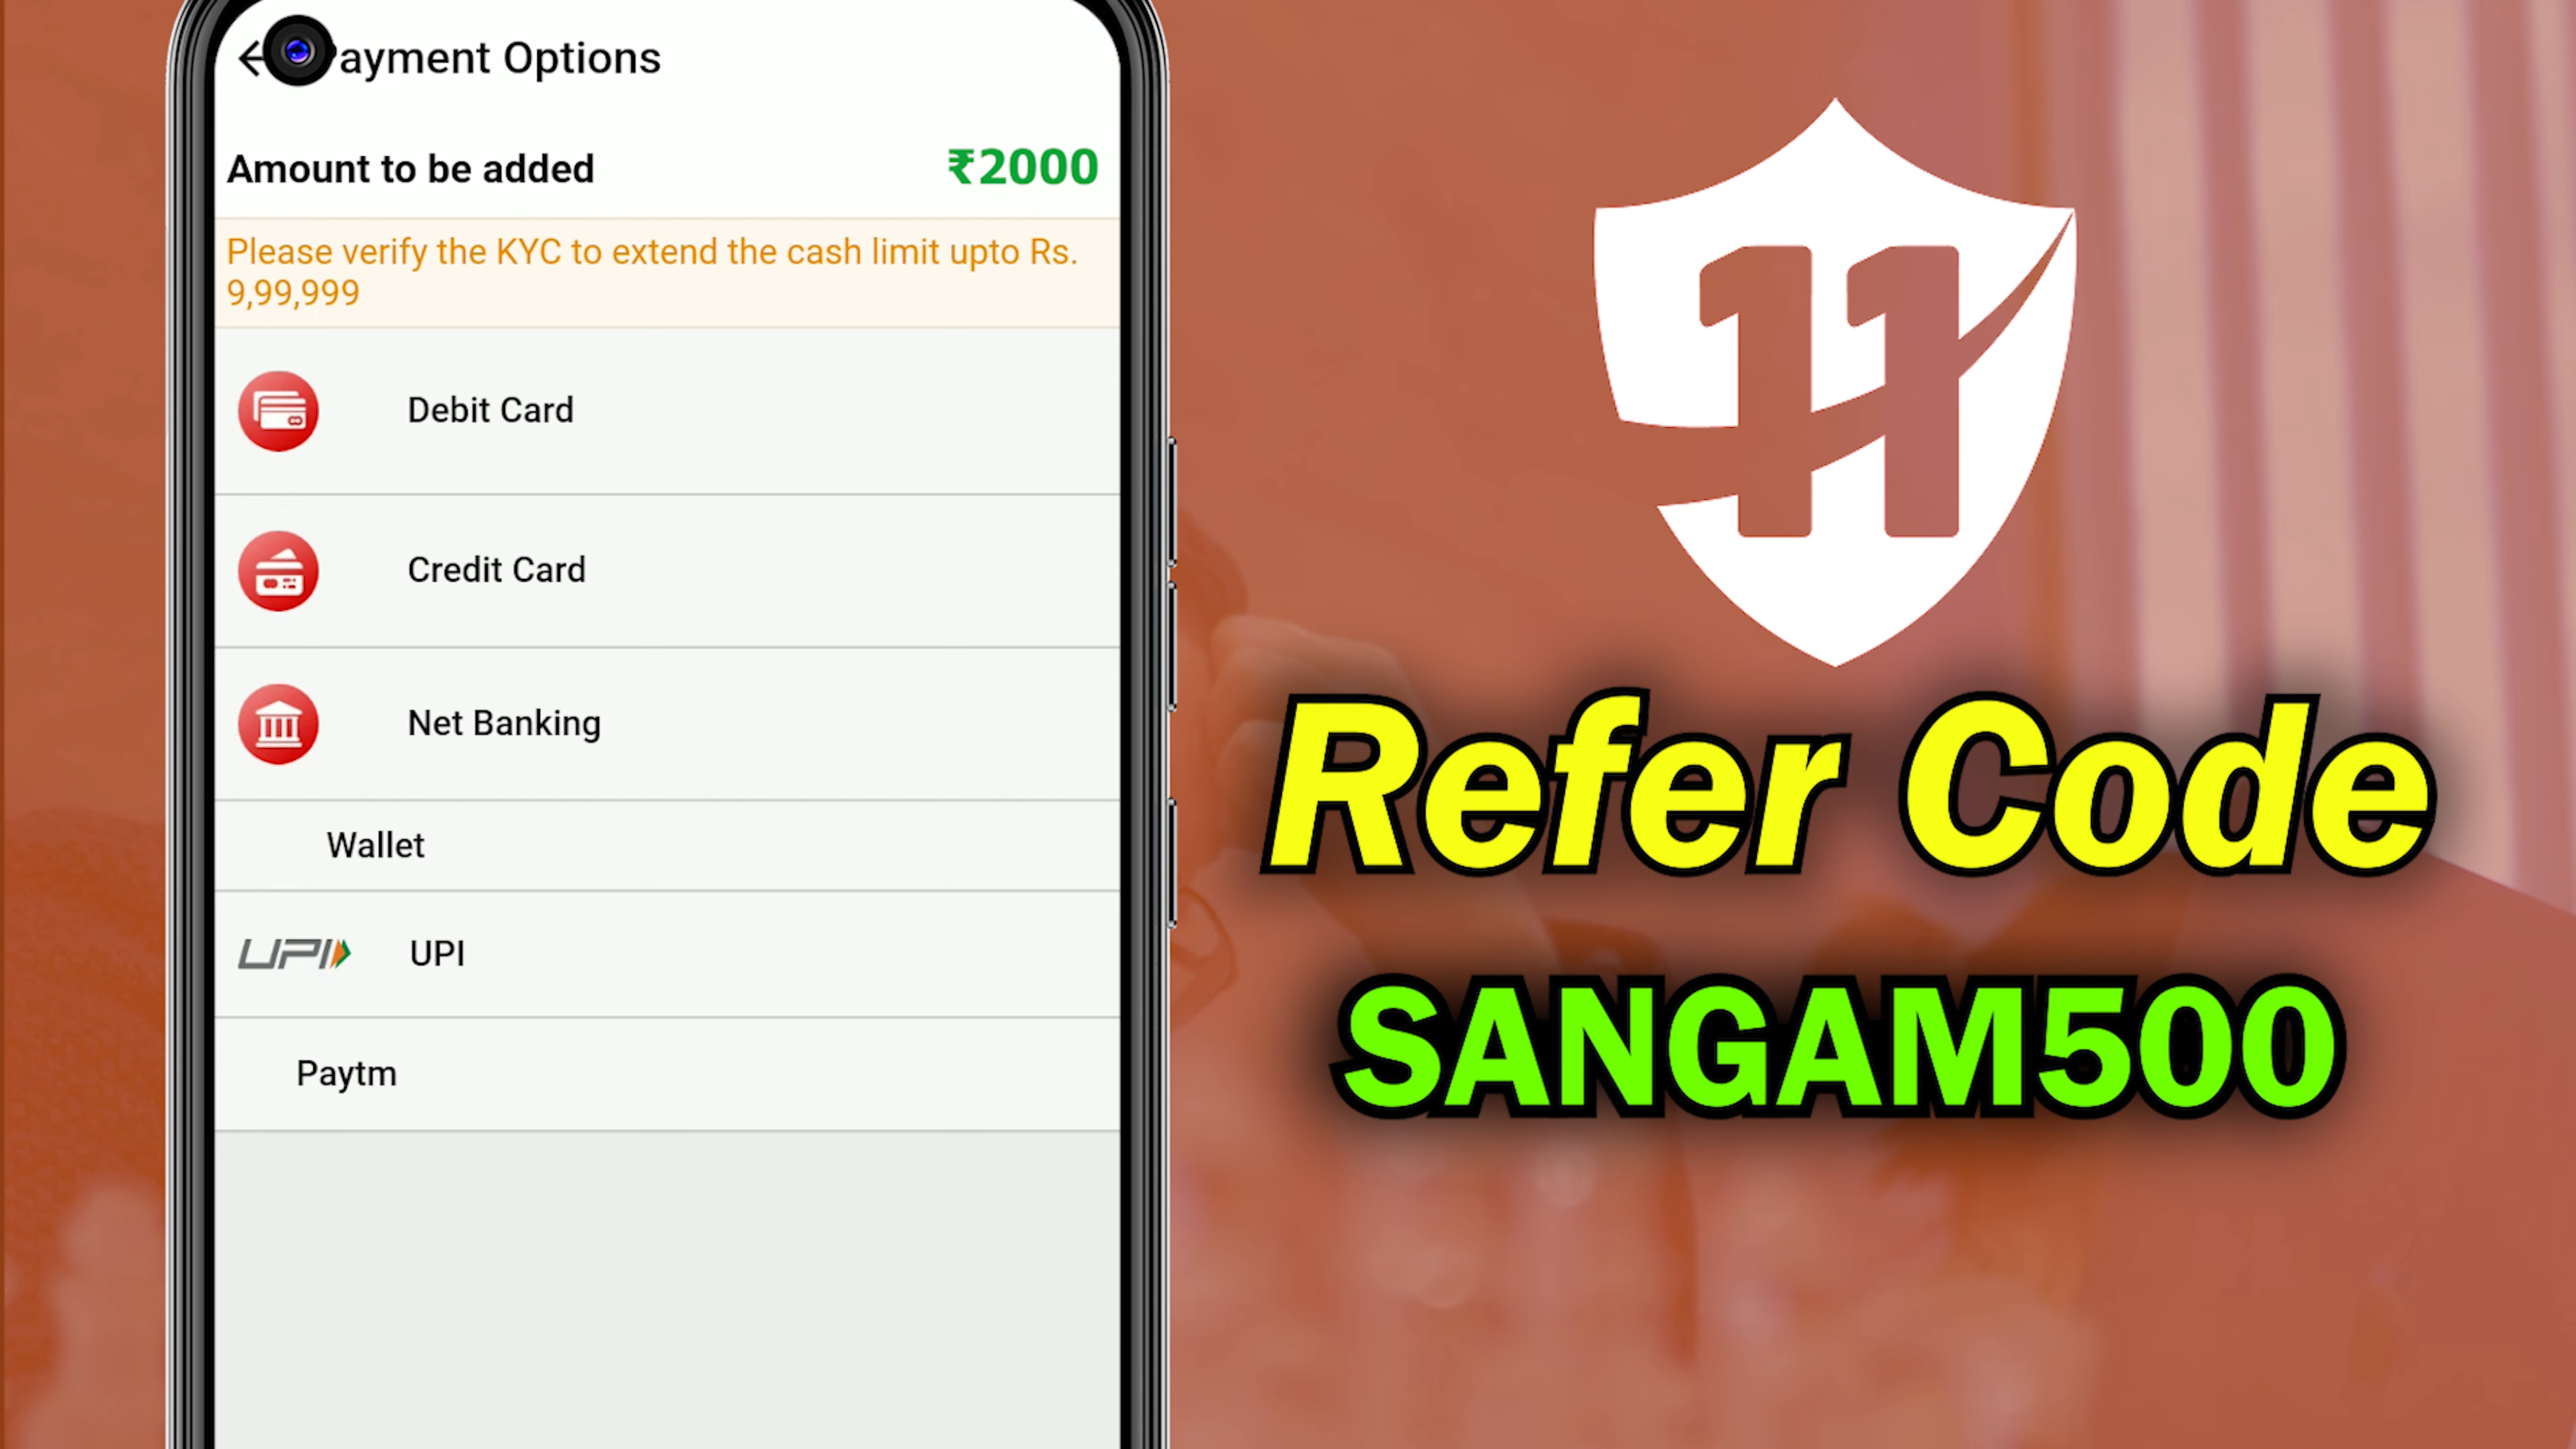 ayment Options
Amount to be added ₹2000
Please verify the KYC to extend the cash limit upto Rs.
9,99,999
Debit Card
Credit Card
Net Banking
Wallet
UPI UPI
Paytm
11
Refer Code
SANGAM500